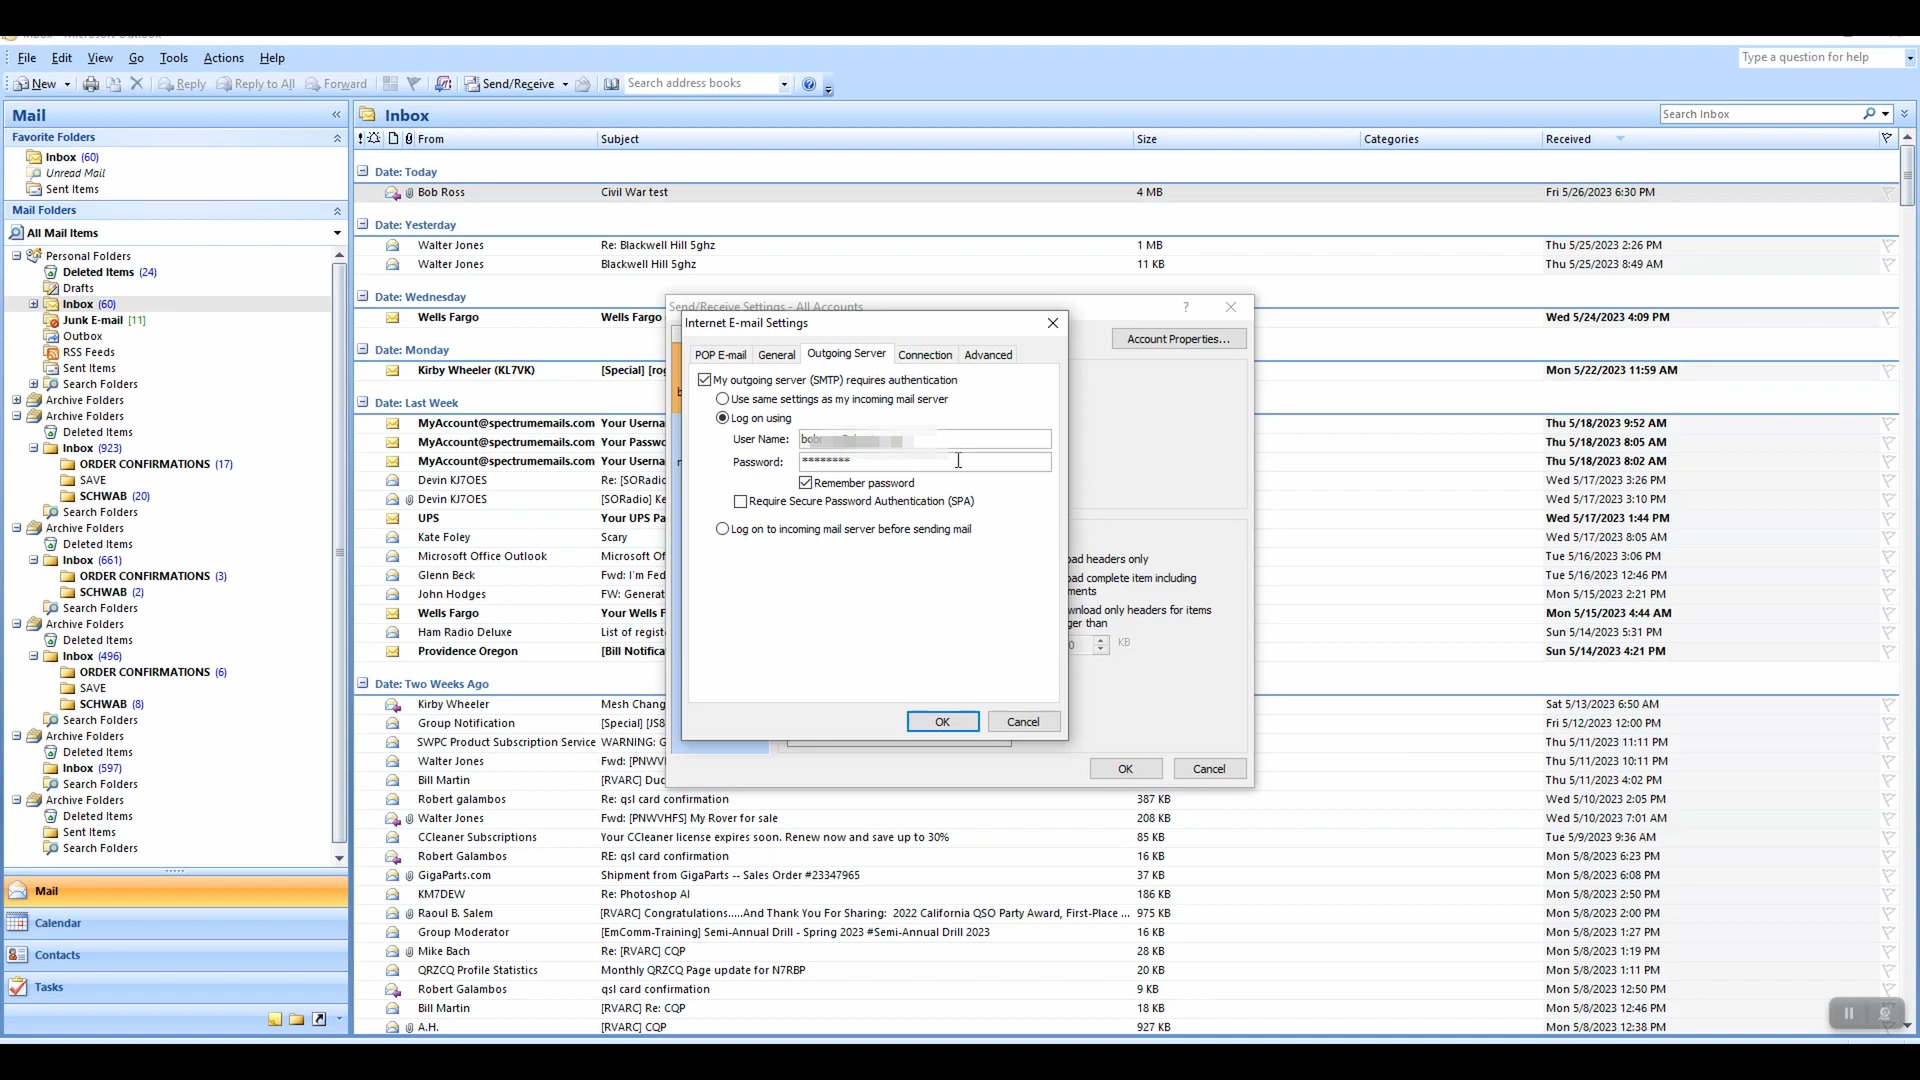 Inbox - Microsoft Outlook
File Edit View Go Tools Actions Help
Type a question for help
New Reply Reply to All Forward Send/Receive Search address books
Mail
Favorite Folders
Inbox (60)
Unread Mail
Sent Items
Mail Folders
All Mail Items
Personal Folders
Deleted Items (24)
Drafts
Inbox (60)
Junk E-mail [11]
Outbox
RSS Feeds
Sent Items
Search Folders
Archive Folders
Archive Folders
Deleted Items
Inbox (923)
ORDER CONFIRMATIONS (17)
SAVE
SCHWAB (20)
Search Folders
Archive Folders
Deleted Items
Inbox (661)
ORDER CONFIRMATIONS (3)
SCHWAB (2)
Search Folders
Archive Folders
Deleted Items
Inbox (496)
ORDER CONFIRMATIONS (6)
SAVE
SCHWAB (8)
Search Folders
Archive Folders
Deleted Items
Inbox (597)
Search Folders
Archive Folders
Deleted Items
Sent Items
Search Folders
Mail
Calendar
Contacts
Tasks
Inbox
Search Inbox
From Subject Size Categories Received
Date: Today
Bob Ross Civil War test 4 MB Fri 5/26/2023 6:30 PM
Date: Yesterday
Walter Jones Re: Blackwell Hill 5ghz 1 MB Thu 5/25/2023 2:26 PM
Walter Jones Blackwell Hill 5ghz 11 KB Thu 5/25/2023 8:49 AM
Date: Wednesday
Wells Fargo Wells Fargo Wed 5/24/2023 4:09 PM
Date: Monday
Kirby Wheeler (KL7VK) [Special] [rog Mon 5/22/2023 11:59 AM
Date: Last Week
MyAccount@spectrumemails.com Your Userna Thu 5/18/2023 9:52 AM
MyAccount@spectrumemails.com Your Passwo Thu 5/18/2023 8:05 AM
MyAccount@spectrumemails.com Your Userna Thu 5/18/2023 8:02 AM
Devin KJ7OES Re: [SORadio] Wed 5/17/2023 3:26 PM
Devin KJ7OES [SORadio] Ke Wed 5/17/2023 3:10 PM
UPS Your UPS Pa Wed 5/17/2023 1:44 PM
Kate Foley Scary Wed 5/17/2023 8:05 AM
Microsoft Office Outlook Microsoft Of Tue 5/16/2023 3:06 PM
Glenn Beck Fwd: I'm Fed Tue 5/16/2023 12:46 PM
John Hodges FW: Generat Mon 5/15/2023 2:21 PM
Wells Fargo Your Wells F Mon 5/15/2023 4:44 AM
Ham Radio Deluxe List of regist Sun 5/14/2023 5:31 PM
Providence Oregon [Bill Notifica Sun 5/14/2023 4:21 PM
Date: Two Weeks Ago
Kirby Wheeler Mesh Chang Sat 5/13/2023 6:50 AM
Group Notification [Special] [JS8 Fri 5/12/2023 12:00 PM
SWPC Product Subscription Service WARNING: G Thu 5/11/2023 11:11 PM
Walter Jones Fwd: [PNWV Thu 5/11/2023 10:11 PM
Bill Martin [RVARC] Duc Thu 5/11/2023 4:02 PM
Robert galambos Re: qsl card confirmation 387 KB Wed 5/10/2023 2:05 PM
Walter Jones Fwd: [PNWVHFS] My Rover for sale 208 KB Wed 5/10/2023 7:01 AM
CCleaner Subscriptions Your CCleaner license expires soon. Renew now and save up to 30% 85 KB Tue 5/9/2023 9:36 AM
Robert Galambos RE: qsl card confirmation 16 KB Mon 5/8/2023 6:23 PM
GigaParts.com Shipment from GigaParts -- Sales Order #23347965 37 KB Mon 5/8/2023 6:08 PM
KM7DEW Re: Photoshop AI 186 KB Mon 5/8/2023 2:50 PM
Raoul B. Salem [RVARC] Congratulations.....And Thank You For Sharing: 2022 California QSO Party Award, First-Place ... 975 KB Mon 5/8/2023 2:00 PM
Group Moderator [EmComm-Training] Semi-Annual Drill - Spring 2023 #Semi-Annual Drill 2023 16 KB Mon 5/8/2023 1:27 PM
Mike Bach Re: [RVARC] CQP 28 KB Mon 5/8/2023 1:19 PM
QRZCQ Profile Statistics Monthly QRZCQ Page update for N7RBP 20 KB Mon 5/8/2023 1:11 PM
Robert Galambos qsl card confirmation 9 KB Mon 5/8/2023 12:50 PM
Bill Martin [RVARC] Re: CQP 18 KB Mon 5/8/2023 12:46 PM
A.H. [RVARC] CQP 927 KB Mon 5/8/2023 12:38 PM
Send/Receive Settings - All Accounts
Account Properties...
ad headers only
ad complete item including
ments
wnload only headers for items
ger than
0 KB
OK Cancel
Internet E-mail Settings
POP E-mail General Outgoing Server Connection Advanced
My outgoing server (SMTP) requires authentication
Use same settings as my incoming mail server
Log on using
User Name:
Password: ********
Remember password
Require Secure Password Authentication (SPA)
Log on to incoming mail server before sending mail
OK Cancel